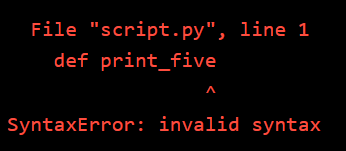 File "script.py", line 1
def print_five
^
SyntaxError: invalid syntax